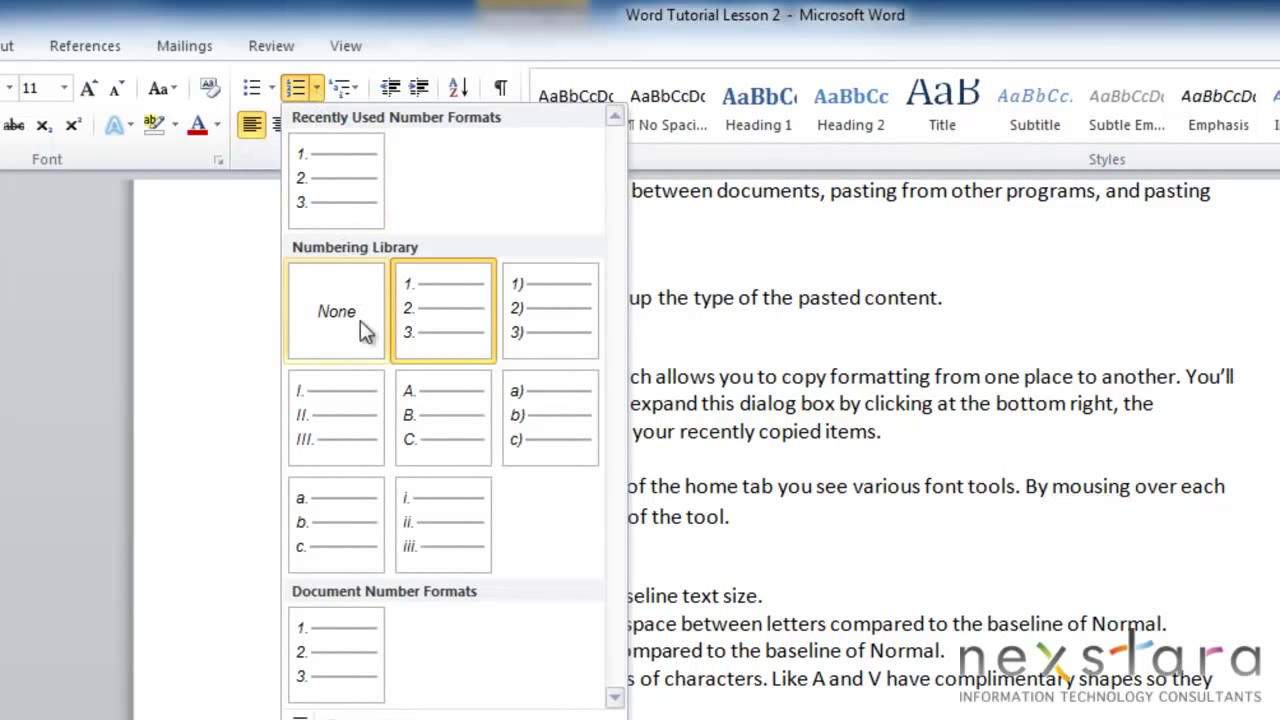 Word Tutorial Lesson 2 - Microsoft Word
ut References Mailings Review View
11 Aa
abc x₂ x² A ab A
Font
AaBbCcDc AaBbCcDc AaBbC AaBbCc AaB AaBbCc. AaBbCcDc AaBbCcDc
¶ No Spaci... Heading 1 Heading 2 Title Subtitle Subtle Em... Emphasis
Styles
Recently Used Number Formats
1.
2.
3.
Numbering Library
None
1.
2.
3.
1)
2)
3)
I.
II.
III.
A.
B.
C.
a)
b)
c)
a.
b.
c.
i.
ii.
iii.
Document Number Formats
1.
2.
3.
between documents, pasting from other programs, and pasting
up the type of the pasted content.
ch allows you to copy formatting from one place to another. You’ll
expand this dialog box by clicking at the bottom right, the
your recently copied items.
of the home tab you see various font tools. By mousing over each
of the tool.
seline text size.
space between letters compared to the baseline of Normal.
ompared to the baseline of Normal.
s of characters. Like A and V have complimentary shapes so they
nexstara
INFORMATION TECHNOLOGY CONSULTANTS